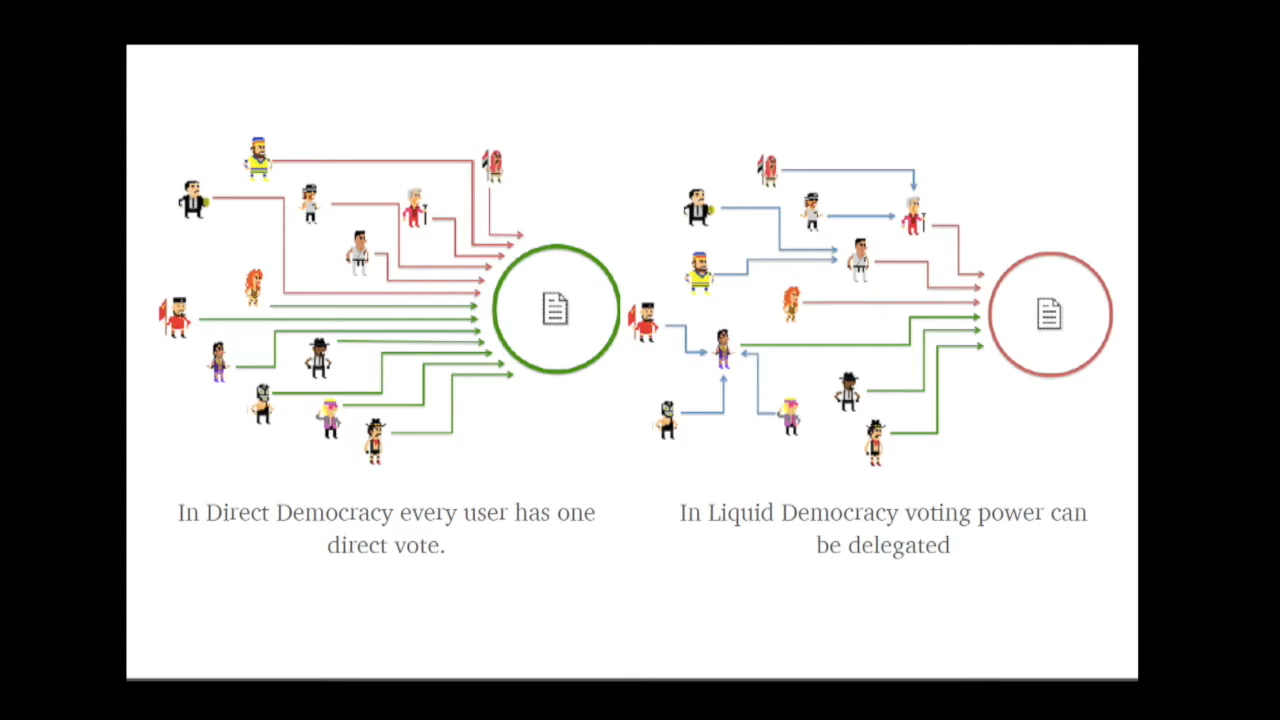 In Direct Democracy every user has one
direct vote.
In Liquid Democracy voting power can
be delegated